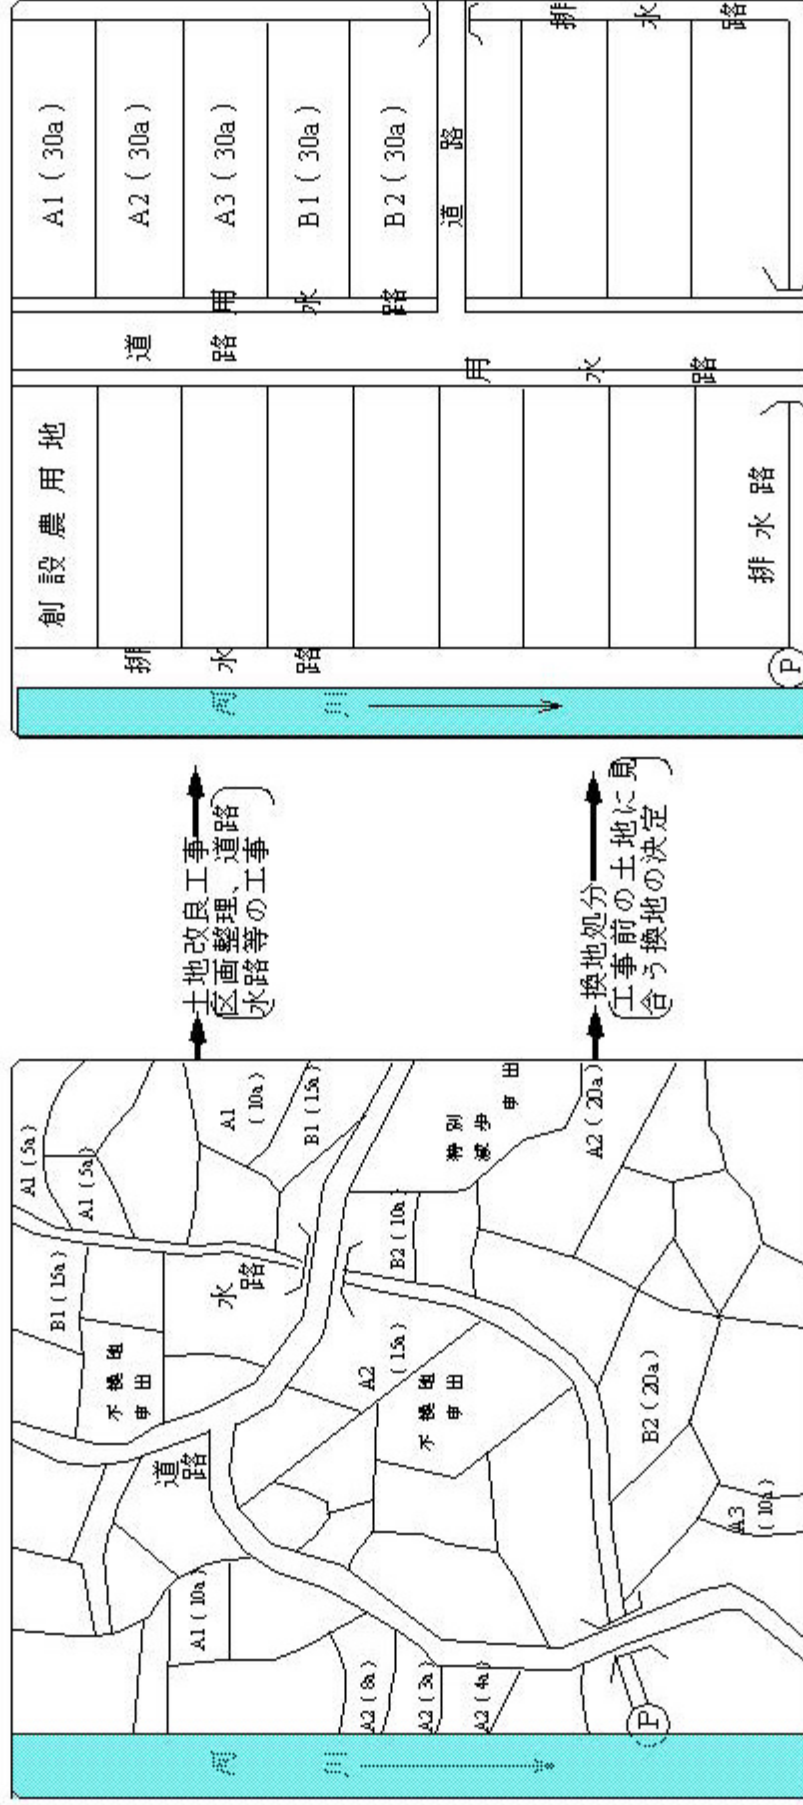 A1（5a）
A1（5a）
B1（15a）
A1
（10a）
B1（15a）
水路
不換地
申出
道路
A1（10a）
特別
減歩
申出
B2（10a）
A2
（15a）
不換地
申出
A2（20a）
B2（20a）
A3
（10a）
A2（8a）
A2（3a）
A2（4a）
P
河川
土地改良工事
区画整理、道路
水路等の工事
換地処分
工事前の土地に見
合う換地の決定
A1（30a）
A2（30a）
A3（30a）
B1（30a）
B2（30a）
道路
排水路
用水路
道路
用水路
創設農用地
排水路
排水路
河川
P